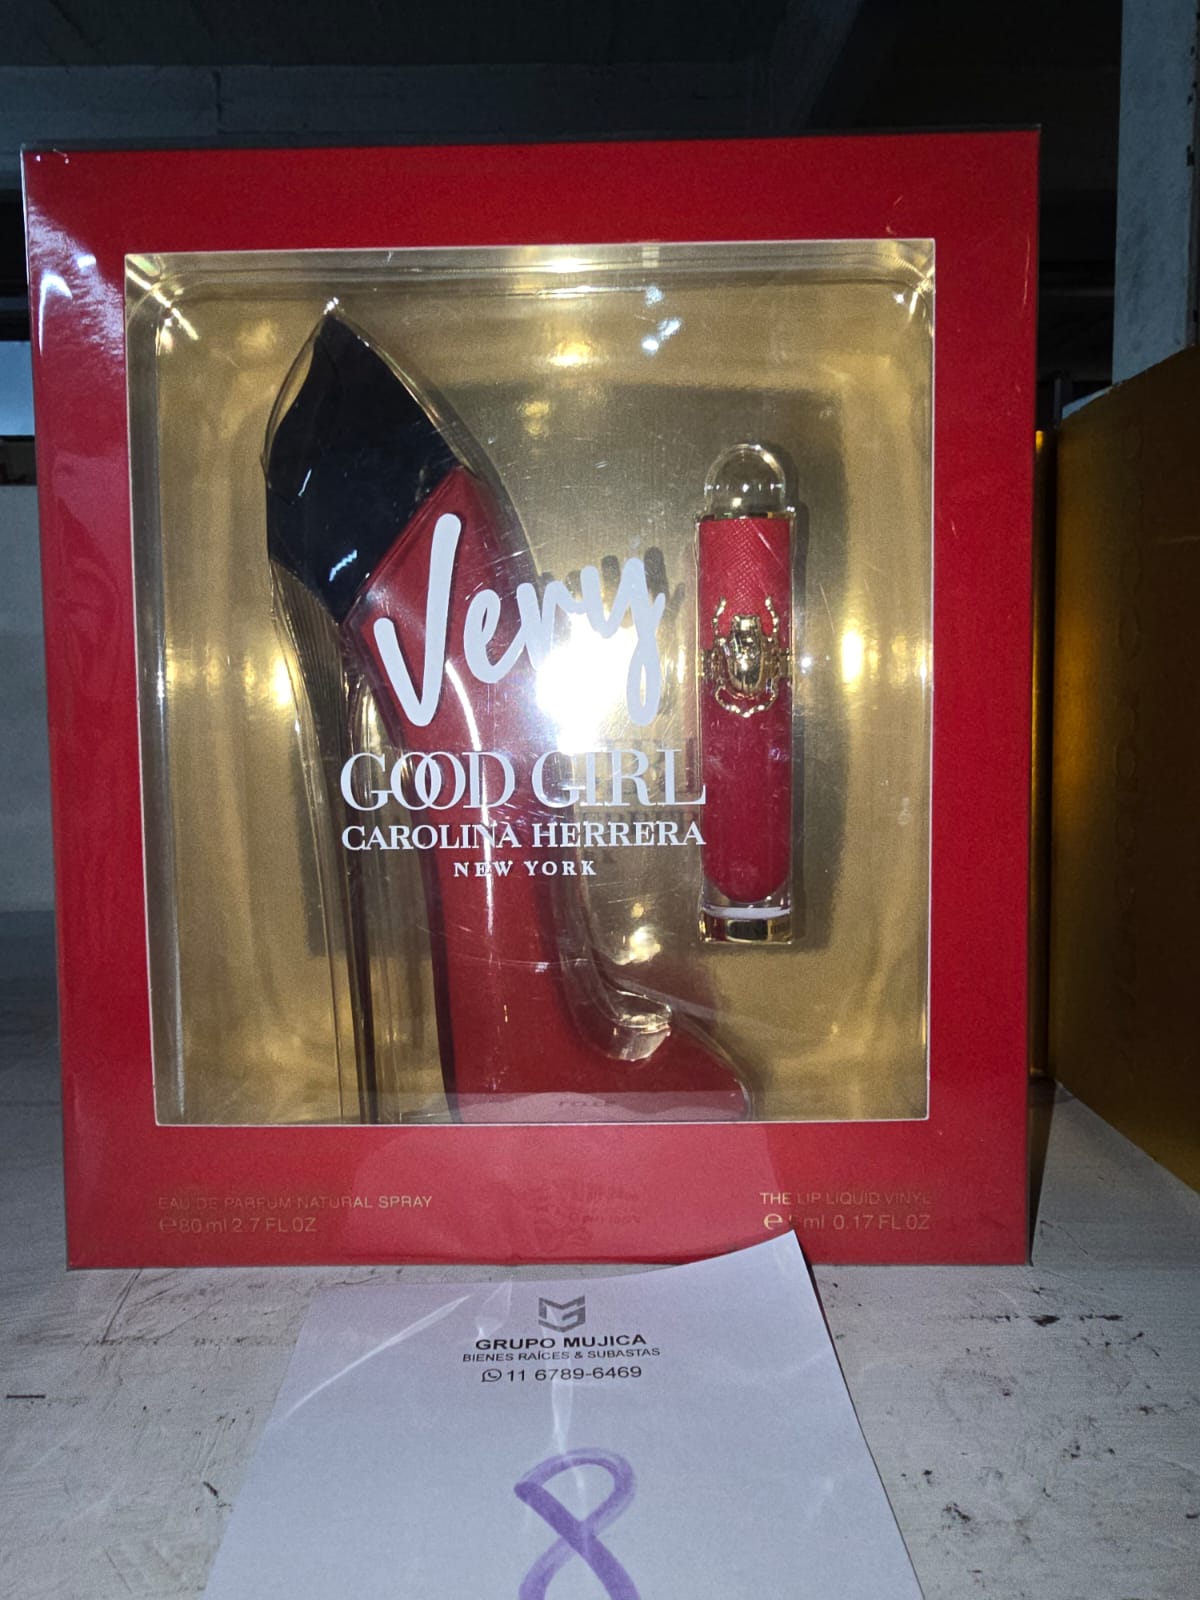 Very
GOOD GIRL
CAROLINA HERRERA
NEW YORK
EAU DE PARFUM NATURAL SPRAY
℮80 ml 2.7 FL.OZ
THE LIP LIQUID VINYL
℮ ml 0.17 FL.OZ
GRUPO MUJICA
BIENES RAÍCES & SUBASTAS
11 6789-6469
8